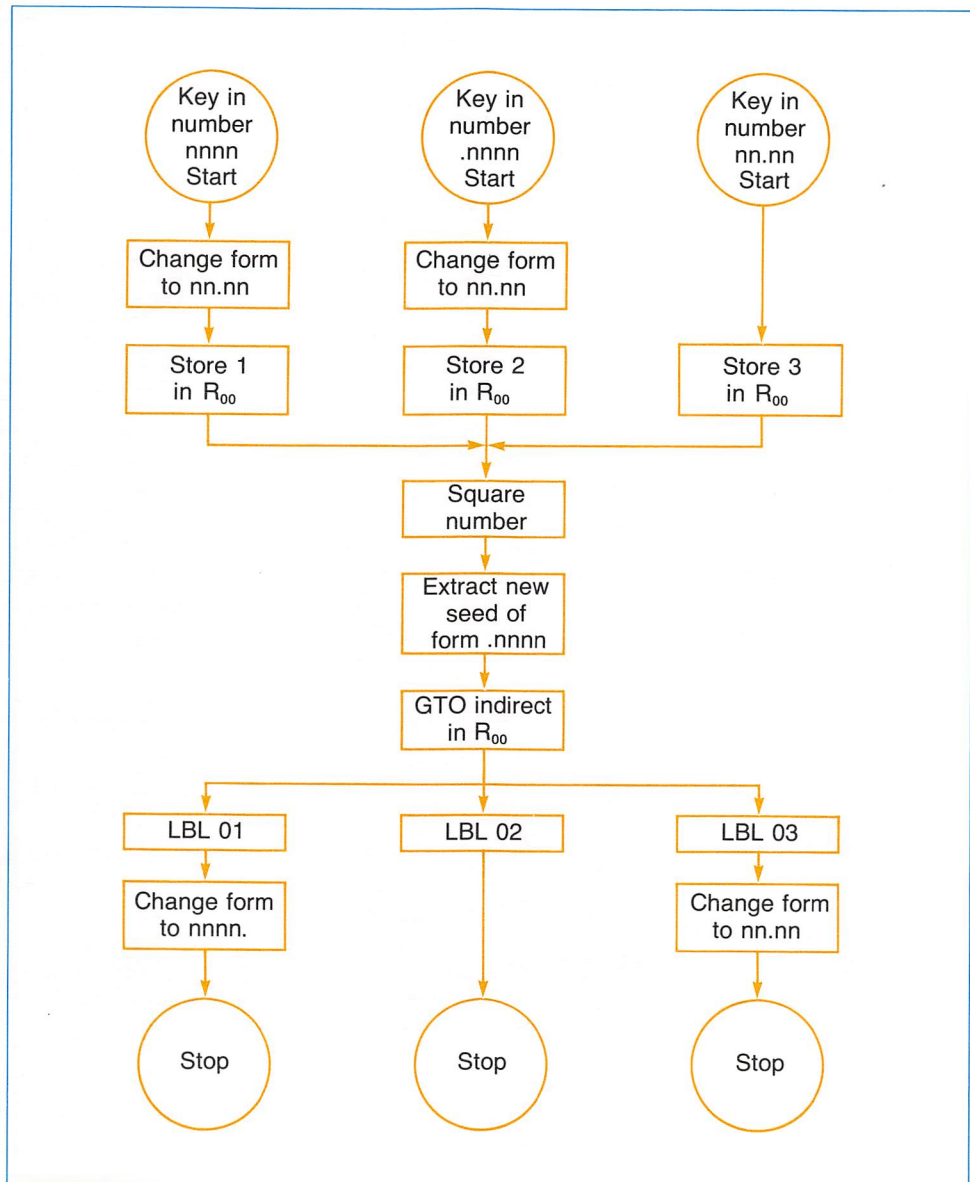 Key in
number
nnnn
Start
Key in
number
.nnnn
Start
Key in
number
nn.nn
Start
Change form
to nn.nn
Change form
to nn.nn
Store 1
in R₀₀
Store 2
in R₀₀
Store 3
in R₀₀
Square
number
Extract new
seed of
form .nnnn
GTO indirect
in R₀₀
LBL 01
LBL 02
LBL 03
Change form
to nnnn.
Change form
to nn.nn
Stop
Stop
Stop